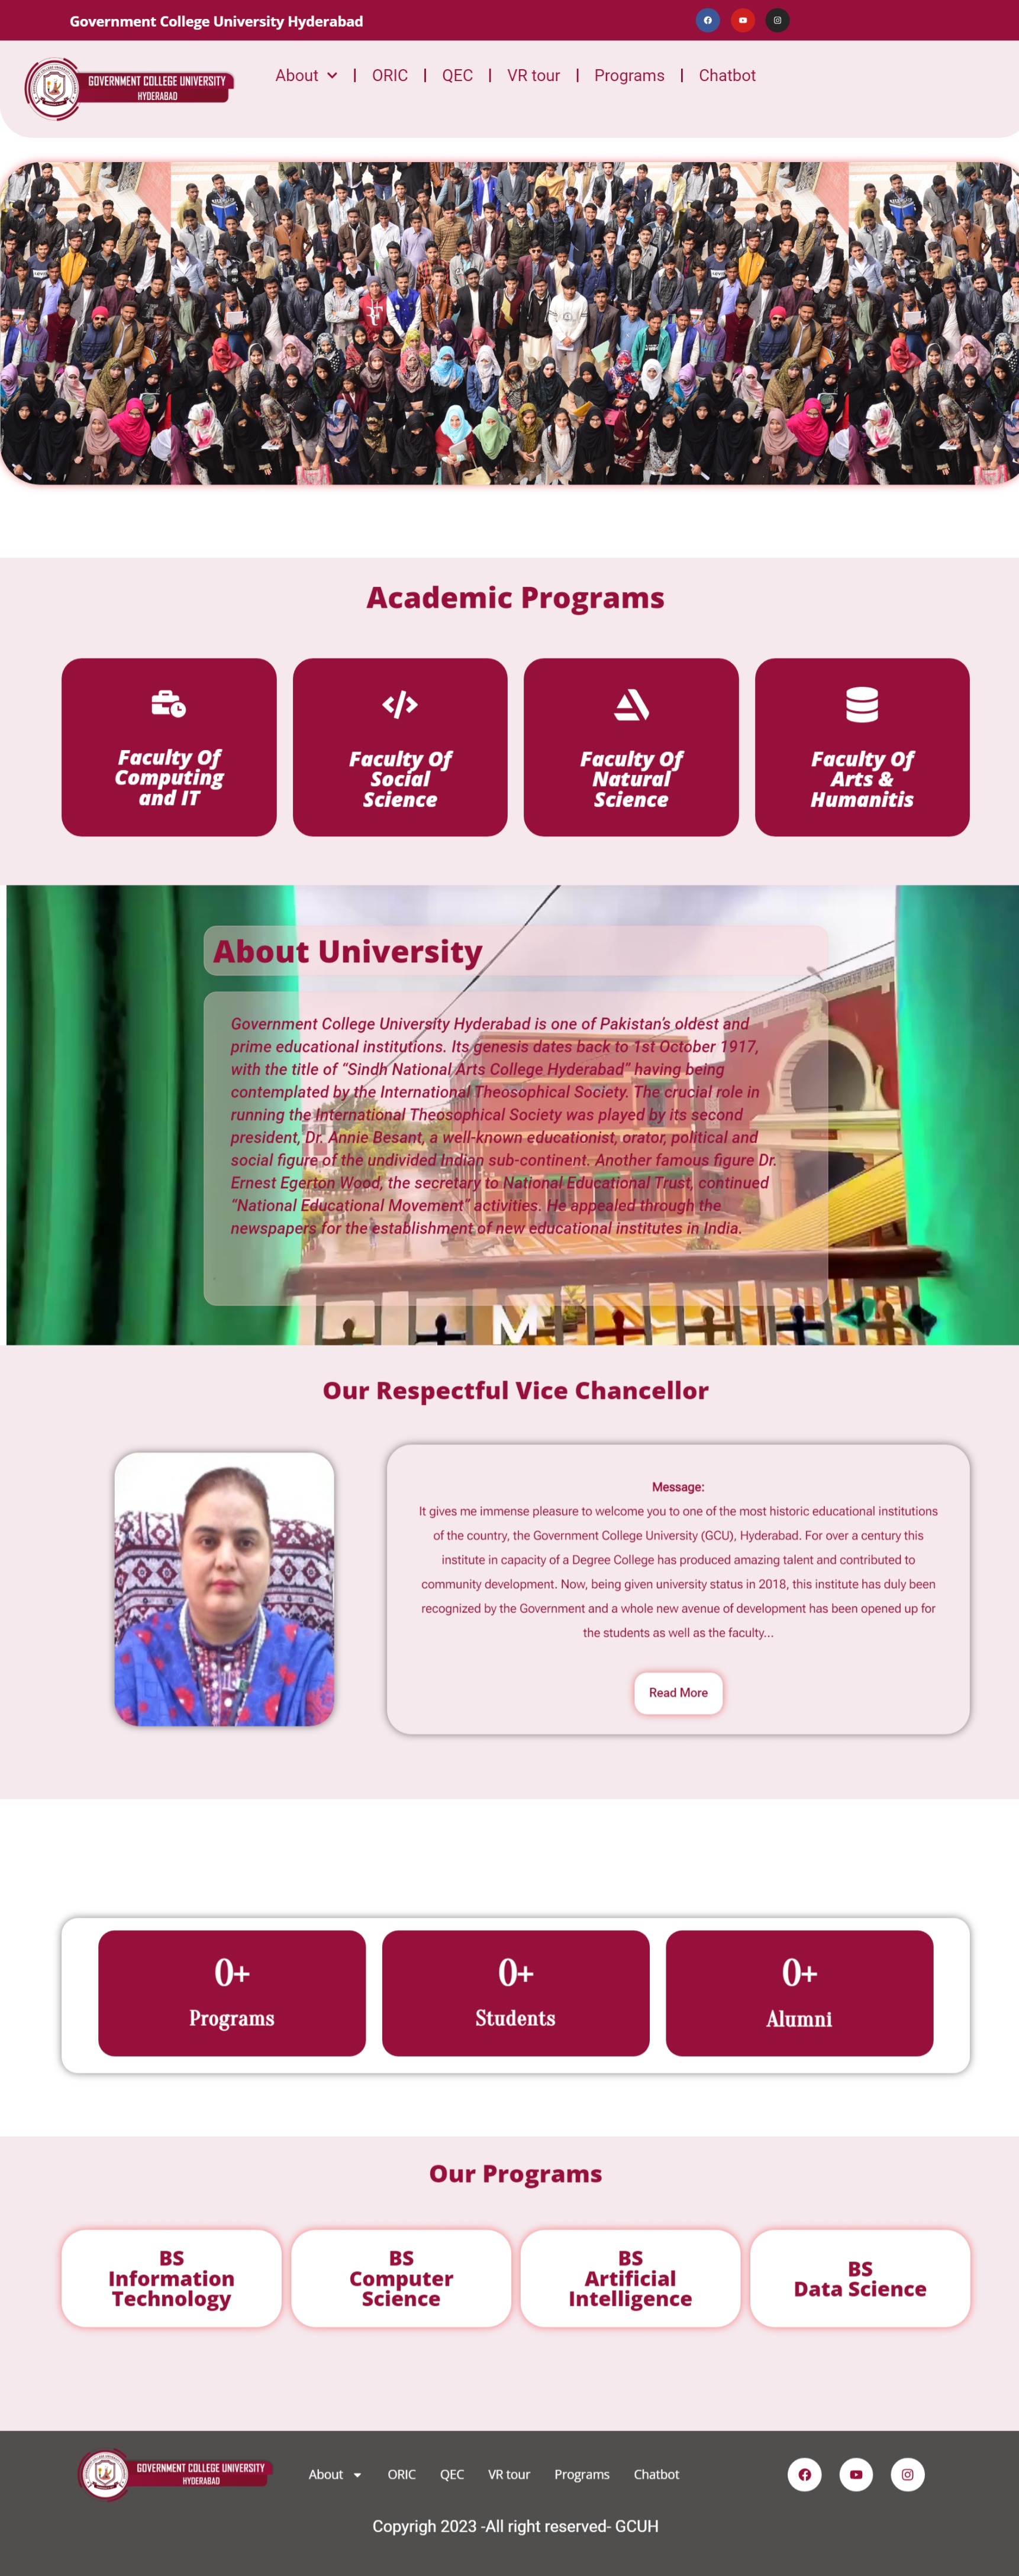 Government College University Hyderabad
GOVERNMENT COLLEGE UNIVERSITY
HYDERABAD
About | ORIC | QEC | VR tour | Programs | Chatbot
Academic Programs
Faculty Of
Computing
and IT
Faculty Of
Social
Science
Faculty Of
Natural
Science
Faculty Of
Arts &
Humanitis
About University
Government College University Hyderabad is one of Pakistan’s oldest and
prime educational institutions. Its genesis dates back to 1st October 1917,
with the title of “Sindh National Arts College Hyderabad” having being
contemplated by the International Theosophical Society. The crucial role in
running the International Theosophical Society was played by its second
president, Dr. Annie Besant, a well-known educationist, orator, political and
social figure of the undivided Indian sub-continent. Another famous figure Dr.
Ernest Egerton Wood, the secretary to National Educational Trust, continued
“National Educational Movement” activities. He appealed through the
newspapers for the establishment of new educational institutes in India.
M
Our Respectful Vice Chancellor
Message:
It gives me immense pleasure to welcome you to one of the most historic educational institutions
of the country, the Government College University (GCU), Hyderabad. For over a century this
institute in capacity of a Degree College has produced amazing talent and contributed to
community development. Now, being given university status in 2018, this institute has duly been
recognized by the Government and a whole new avenue of development has been opened up for
the students as well as the faculty...
Read More
0+
Programs
0+
Students
0+
Alumni
Our Programs
BS
Information
Technology
BS
Computer
Science
BS
Artificial
Intelligence
BS
Data Science
GOVERNMENT COLLEGE UNIVERSITY
HYDERABAD
About ORIC QEC VR tour Programs Chatbot
Copyrigh 2023 -All right reserved- GCUH